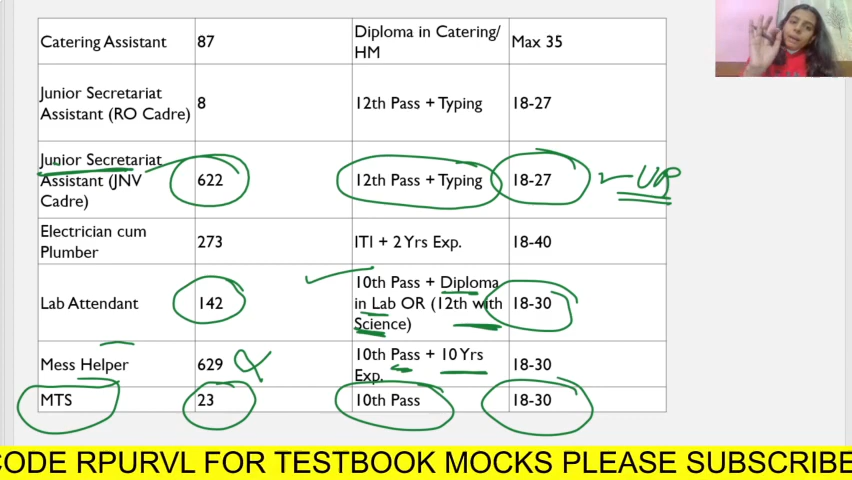 Catering Assistant 87 Diploma in Catering/ Max 35
HM
Junior Secretariat
Assistant (RO Cadre) 8 12th Pass + Typing 18-27
Junior Secretariat
Assistant (JNV 622 12th Pass + Typing 18-27 UP
Cadre)
Electrician cum
Plumber 273 ITI + 2 Yrs Exp. 18-40
10th Pass + Diploma
Lab Attendant 142 in Lab OR (12th with 18-30
Science)
Mess Helper 629 10th Pass + 10 Yrs 18-30
Exp.
MTS 23 10th Pass 18-30
CODE RPURVL FOR TESTBOOK MOCKS PLEASE SUBSCRIBE